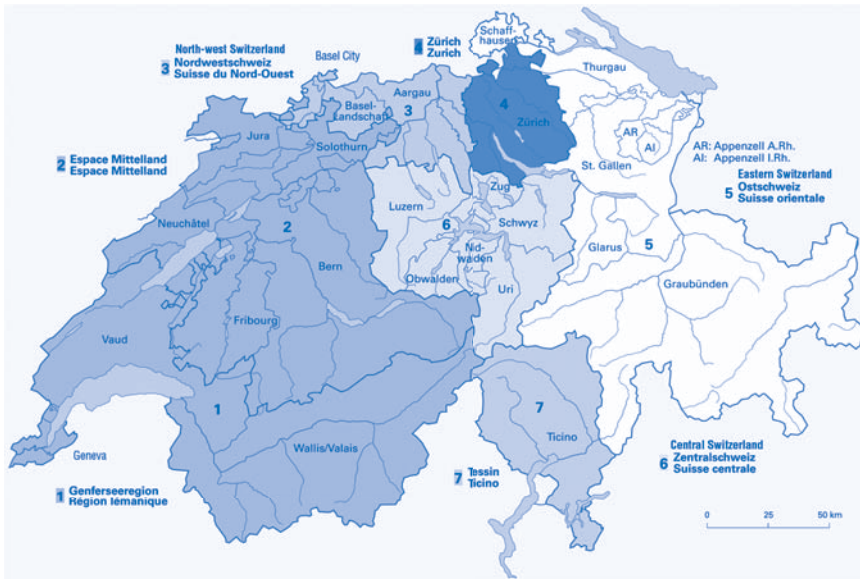 Schaff-
hausen
North-west Switzerland
Nordwestschweiz
3 Suisse du Nord-Ouest
Basel City
4 Zürich
Zurich
Thurgau
Aargau
3
Basel-
Landschaft
4
Zürich
AR
AI
AR: Appenzell A.Rh.
AI: Appenzell I.Rh.
Jura
Solothurn
2 Espace Mittelland
Espace Mittelland
St. Gallen
Eastern Switzerland
Ostschweiz
5 Suisse orientale
Zug
Luzern
Schwyz
6
Neuchâtel
2
Nid-
walden
Glarus
5
Bern
Obwalden
Uri
Graubünden
Fribourg
Vaud
1
7
Ticino
Wallis/Valais
Geneva
Central Switzerland
Zentralschweiz
6 Suisse centrale
7 Tessin
Ticino
1 Genferseeregion
Région lémanique
0 25 50 km